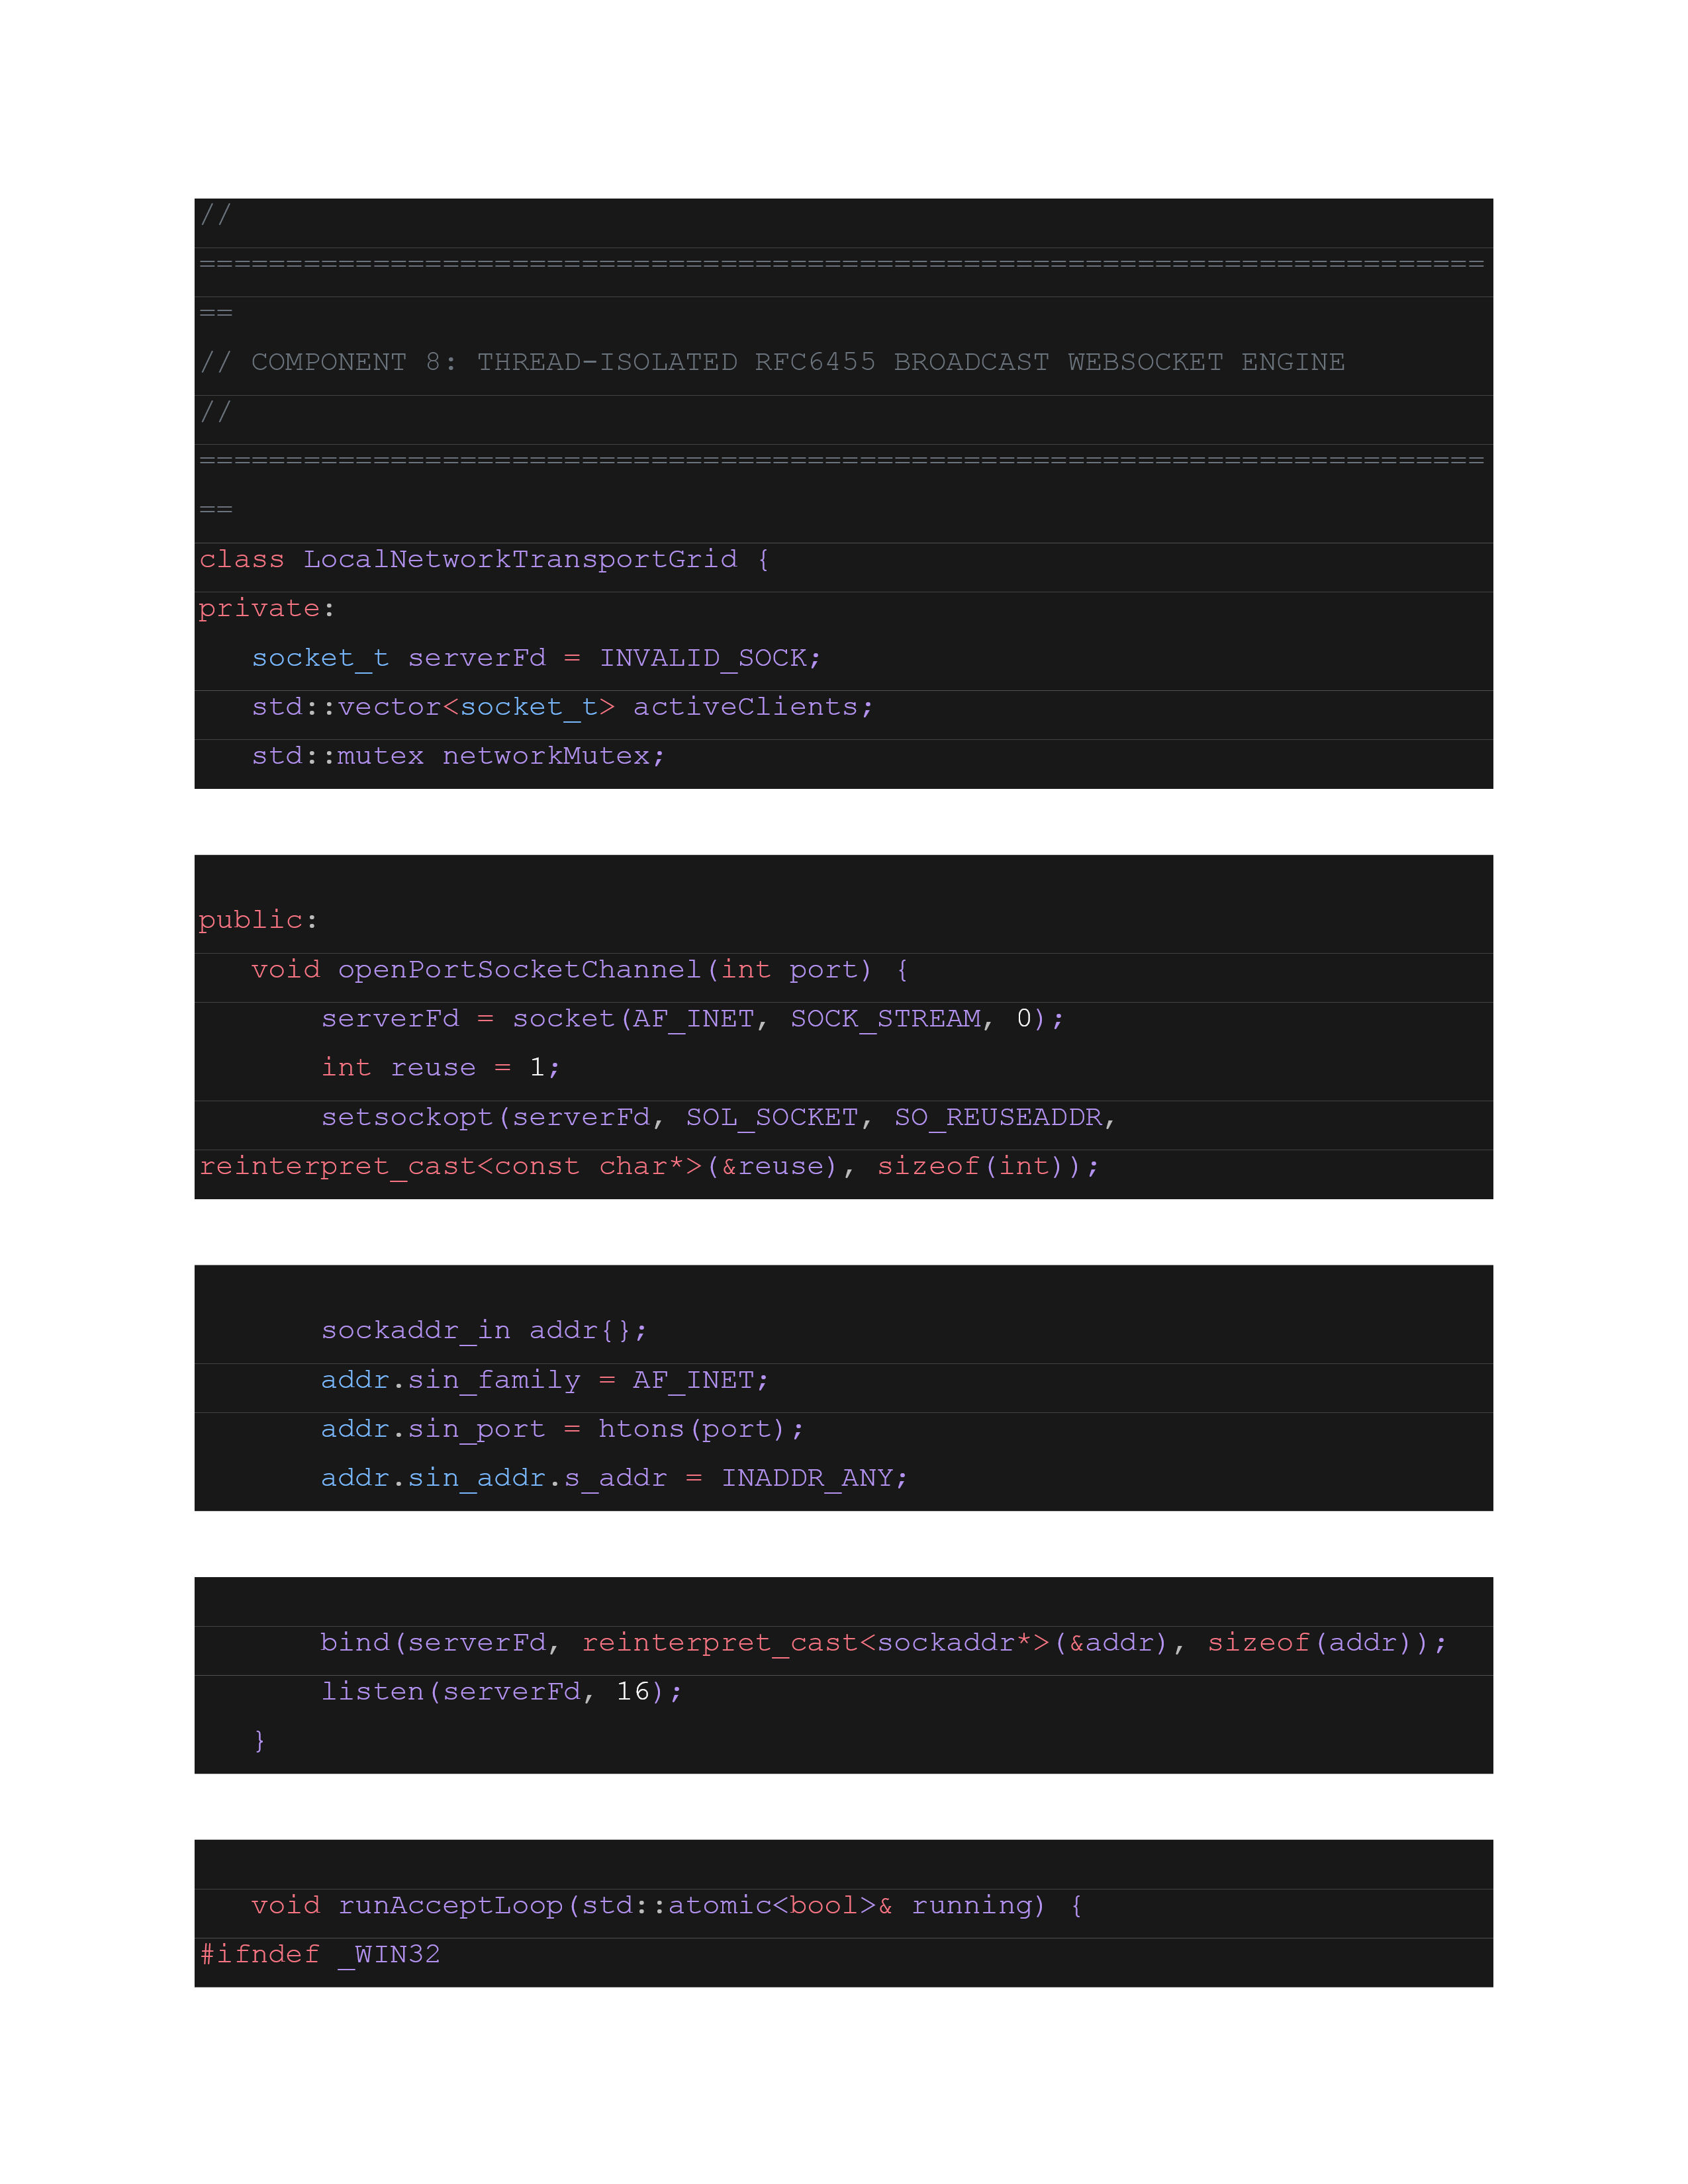 //
==========================================================================
==
// COMPONENT 8: THREAD-ISOLATED RFC6455 BROADCAST WEBSOCKET ENGINE
//
==========================================================================
==
class LocalNetworkTransportGrid {
private:
   socket_t serverFd = INVALID_SOCK;
   std::vector<socket_t> activeClients;
   std::mutex networkMutex;

public:
   void openPortSocketChannel(int port) {
       serverFd = socket(AF_INET, SOCK_STREAM, 0);
       int reuse = 1;
       setsockopt(serverFd, SOL_SOCKET, SO_REUSEADDR,
reinterpret_cast<const char*>(&reuse), sizeof(int));

       sockaddr_in addr{};
       addr.sin_family = AF_INET;
       addr.sin_port = htons(port);
       addr.sin_addr.s_addr = INADDR_ANY;

       bind(serverFd, reinterpret_cast<sockaddr*>(&addr), sizeof(addr));
       listen(serverFd, 16);
   }

   void runAcceptLoop(std::atomic<bool>& running) {
#ifndef _WIN32